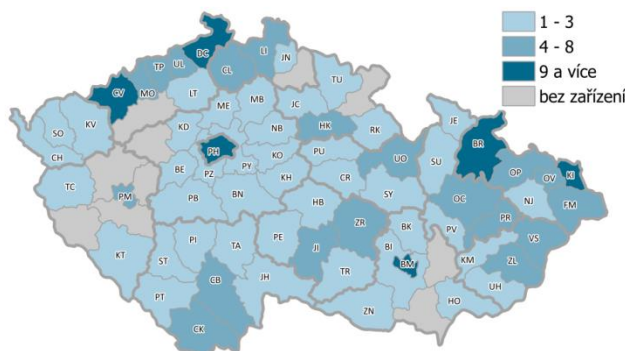 1 - 3
4 - 8
9 a více
bez zařízení
DC
LI
JN
TP
UL
CL
CV
MO
LT
TU
ME
MB
JC
JE
SO
KV
KD
NB
HK
RK
BR
PH
CH
BE
PZ
PY
KO
PU
UO
SU
OP
OV
KI
TC
PM
PB
BN
KH
CR
SY
OC
NJ
FM
HB
ZR
PR
VS
KT
ST
PI
TA
PE
JI
BI
BK
PV
KM
ZL
BM
TR
UH
PT
CB
JH
ZN
HO
CK